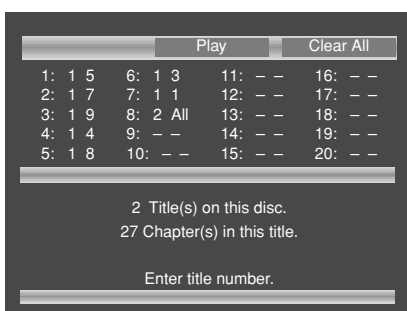 Play Clear All
1: 1 5 6: 1 3 11: – – 16: – –
2: 1 7 7: 1 1 12: – – 17: – –
3: 1 9 8: 2 All 13: – – 18: – –
4: 1 4 9: – – 14: – – 19: – –
5: 1 8 10: – – 15: – – 20: – –
2 Title(s) on this disc.
27 Chapter(s) in this title.
Enter title number.